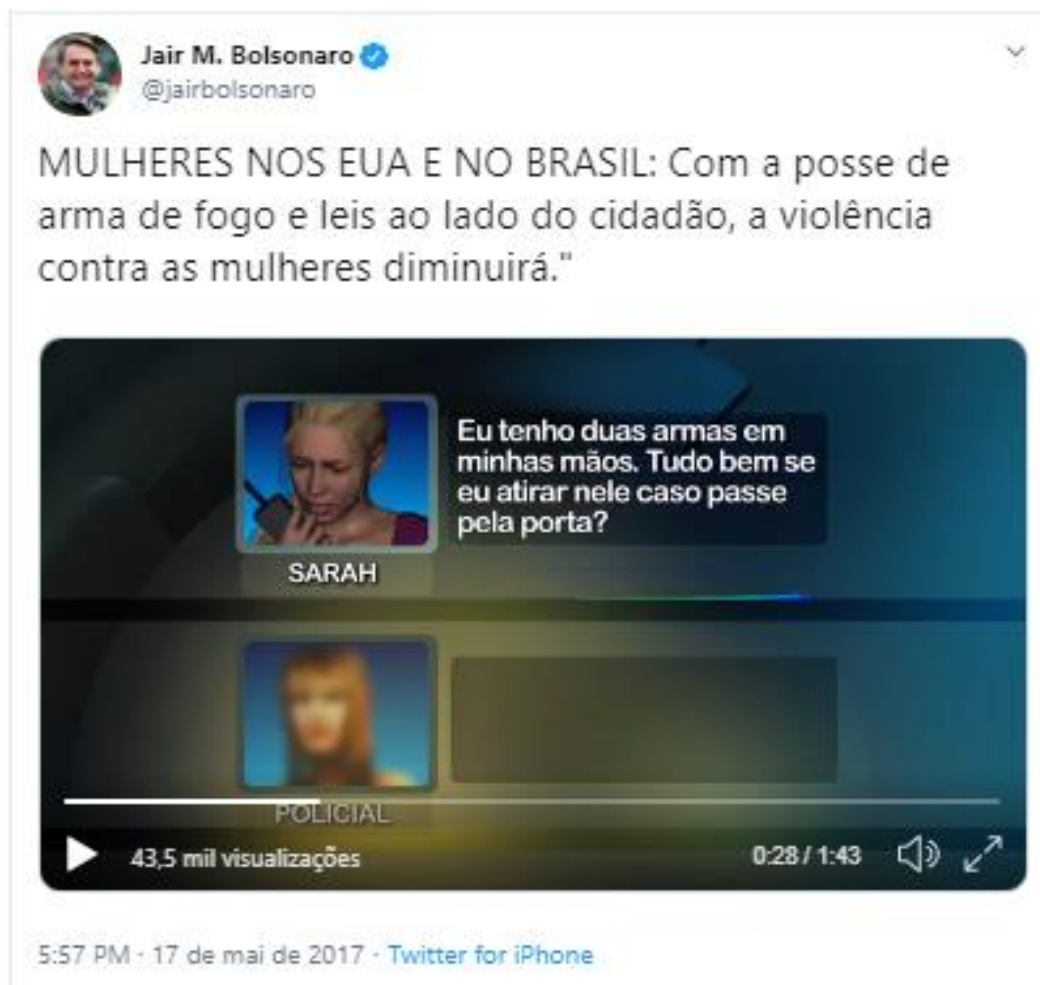 Jair M. Bolsonaro
@jairbolsonaro
MULHERES NOS EUA E NO BRASIL: Com a posse de
arma de fogo e leis ao lado do cidadão, a violência
contra as mulheres diminuirá."
Eu tenho duas armas em
minhas mãos. Tudo bem se
eu atirar nele caso passe
pela porta?
SARAH
POLICIAL
43,5 mil visualizações
0:28 / 1:43
5:57 PM · 17 de mai de 2017 · Twitter for iPhone